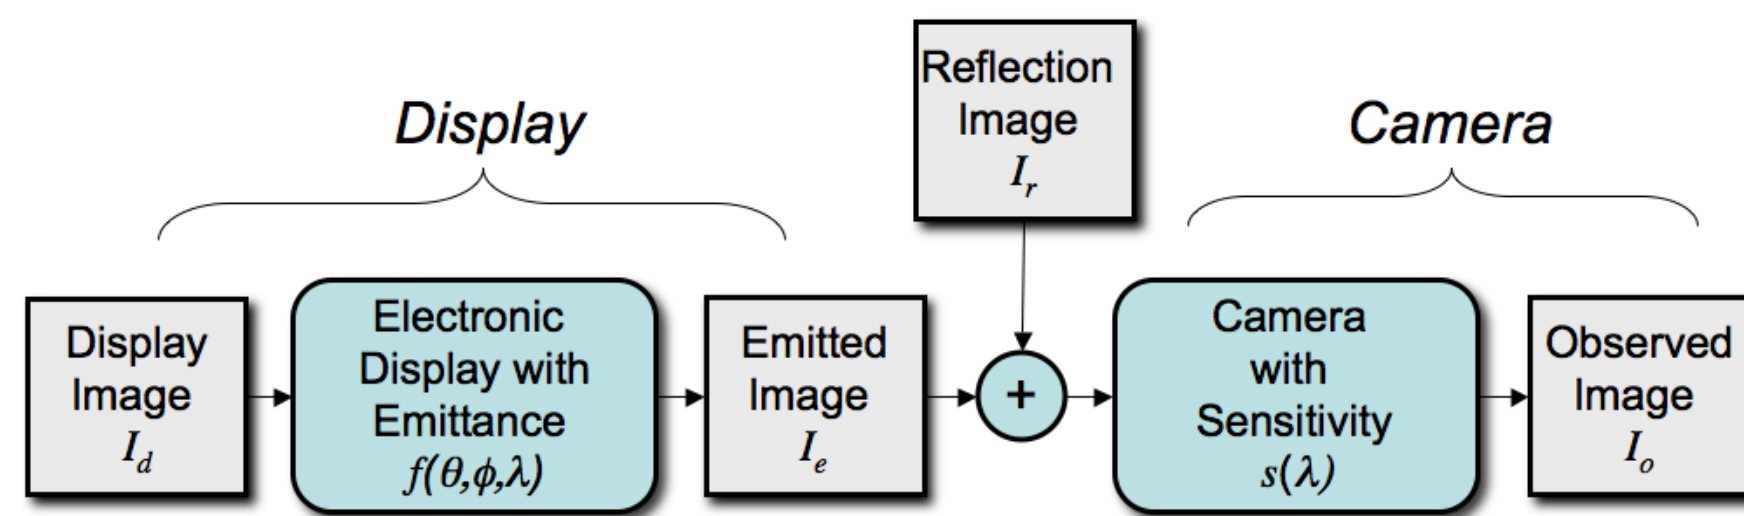 Display
Camera
Reflection
Image
I_r
Display
Image
I_d
Electronic
Display with
Emittance
f(θ,ϕ,λ)
Emitted
Image
I_e
+
Camera
with
Sensitivity
s(λ)
Observed
Image
I_o